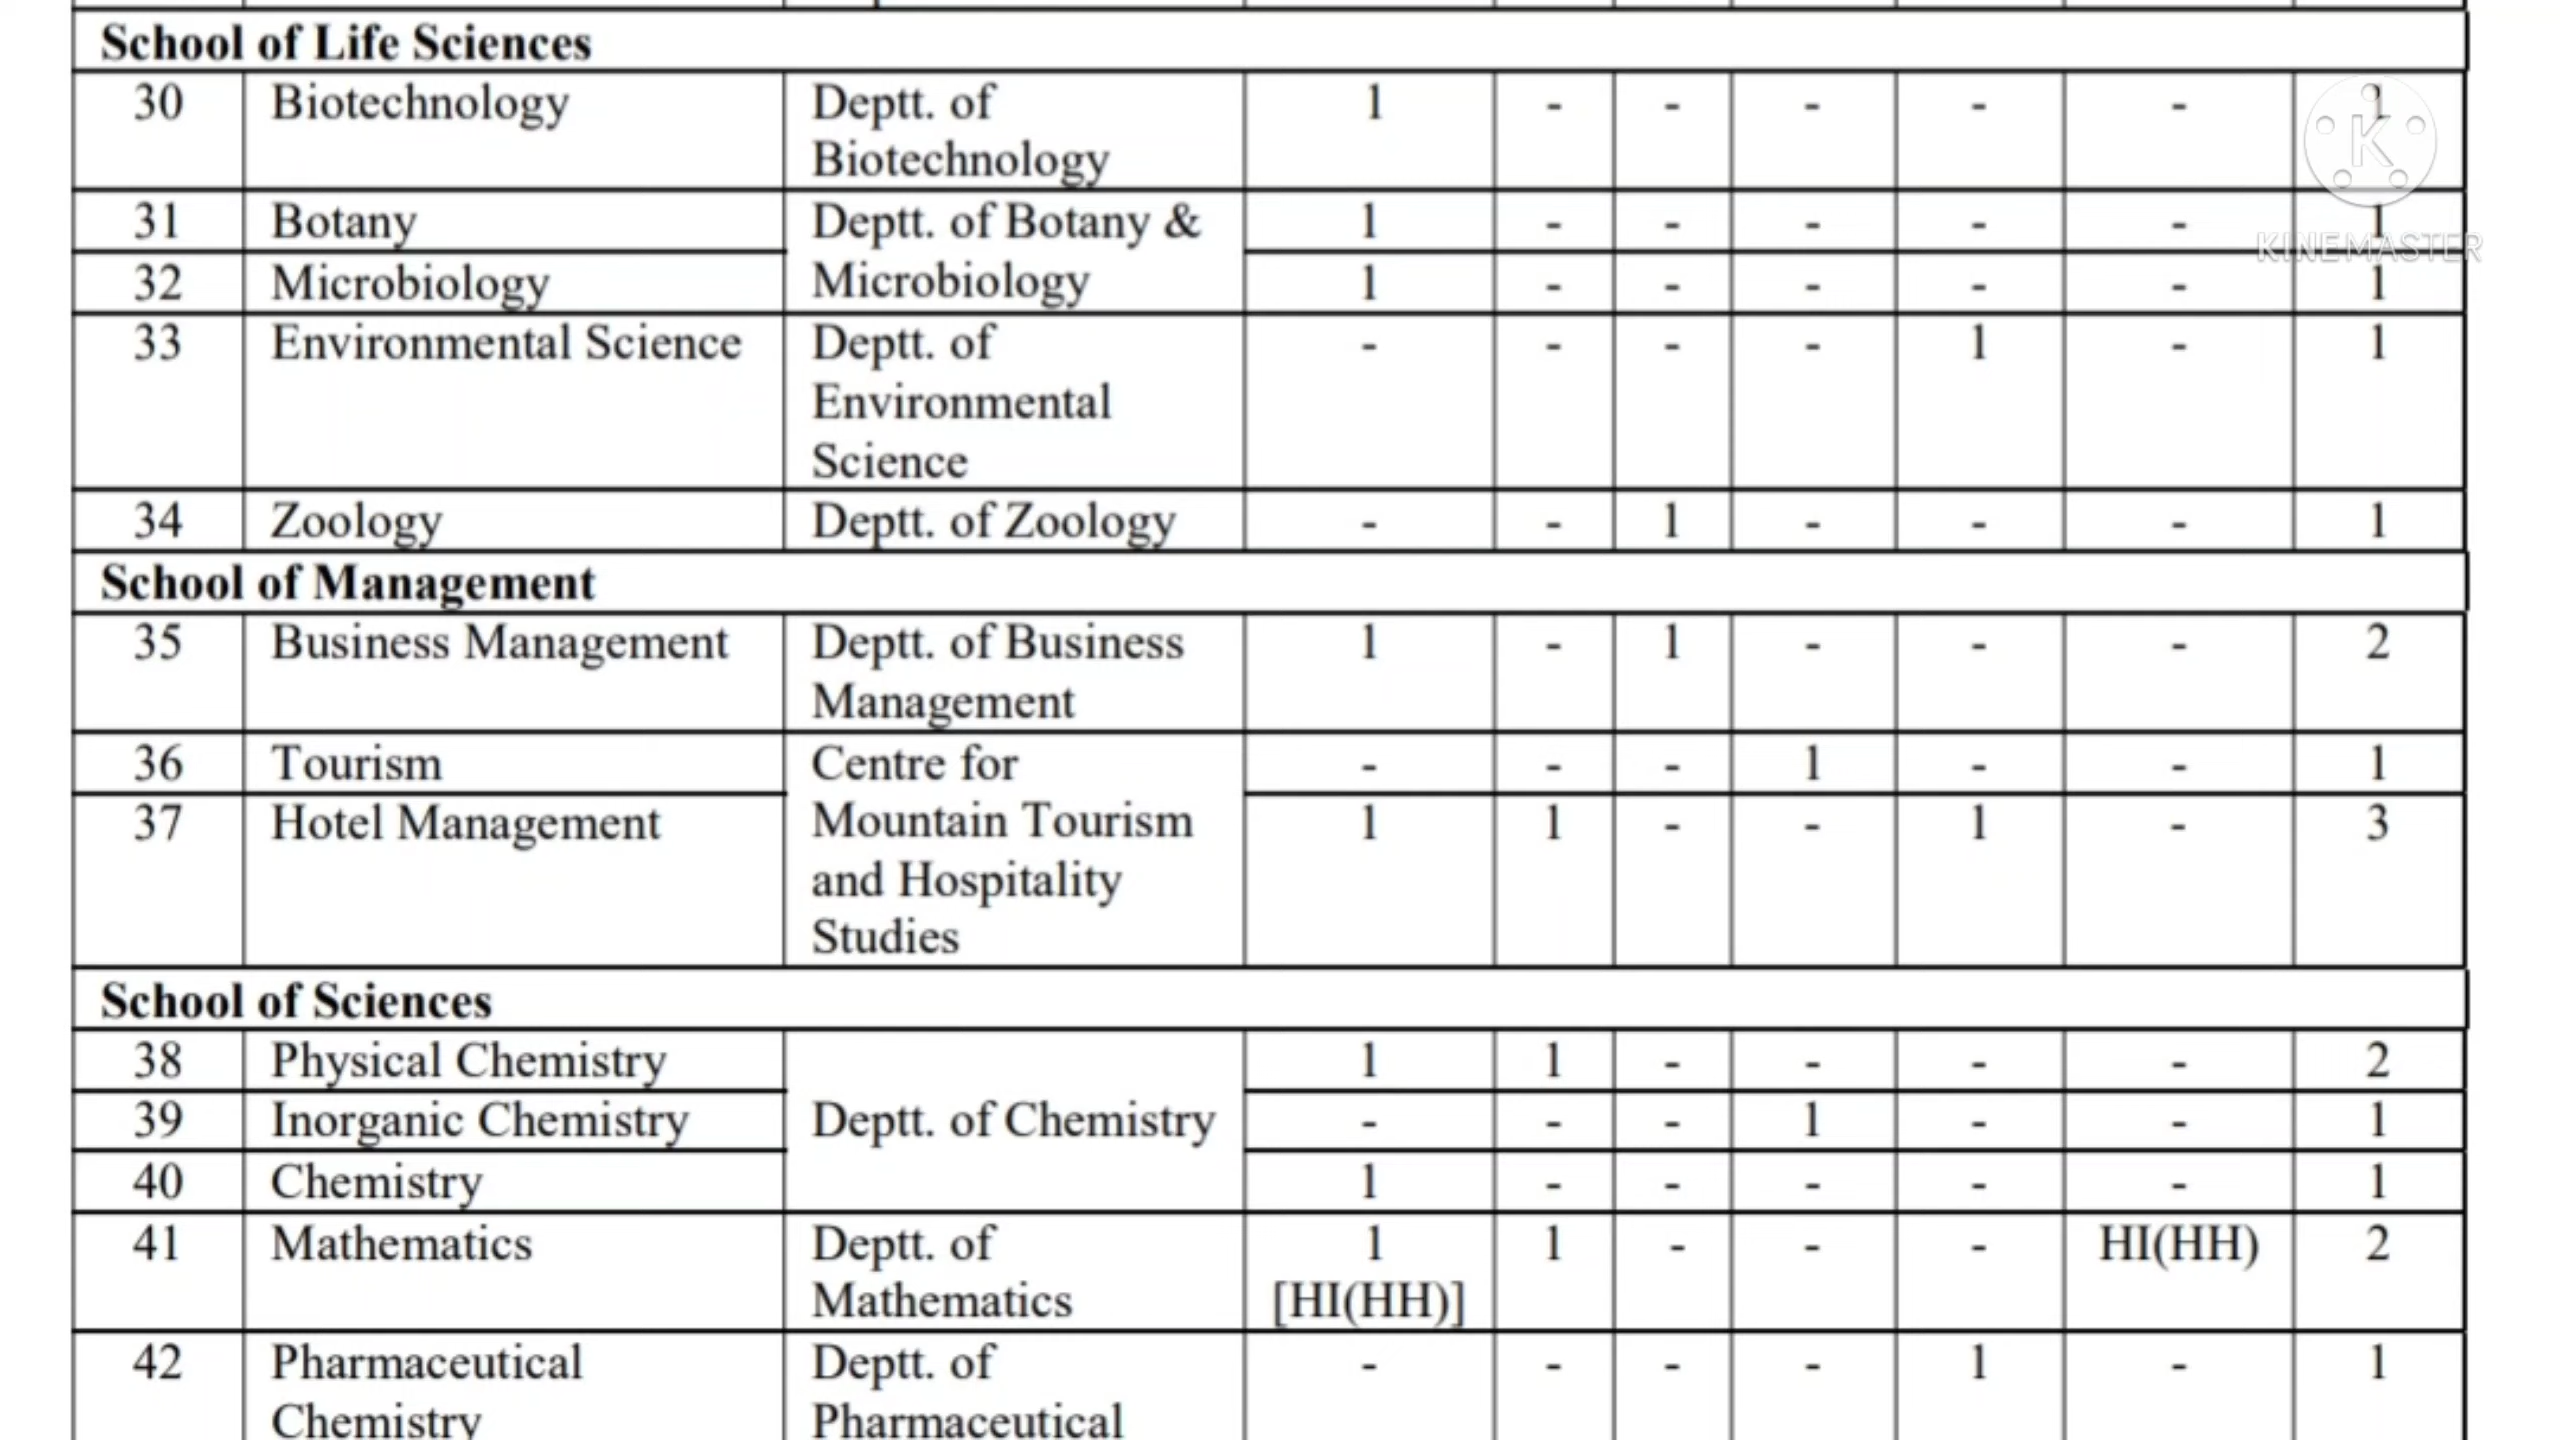 School of Life Sciences
30 Biotechnology Deptt. of 1 - - - - - 1
Biotechnology
31 Botany Deptt. of Botany & 1 - - - - - 1
32 Microbiology Microbiology 1 - - - - - 1
33 Environmental Science Deptt. of - - - - 1 - 1
Environmental
Science
34 Zoology Deptt. of Zoology - - 1 - - - 1
School of Management
35 Business Management Deptt. of Business 1 - 1 - - - 2
Management
36 Tourism Centre for - - - 1 - - 1
37 Hotel Management Mountain Tourism 1 1 - - 1 - 3
and Hospitality
Studies
School of Sciences
38 Physical Chemistry 1 1 - - - - 2
39 Inorganic Chemistry Deptt. of Chemistry - - - 1 - - 1
40 Chemistry 1 - - - - - 1
41 Mathematics Deptt. of 1 1 - - - HI(HH) 2
Mathematics [HI(HH)]
42 Pharmaceutical Deptt. of - - - - 1 - 1
Chemistry Pharmaceutical
K
KINEMASTER